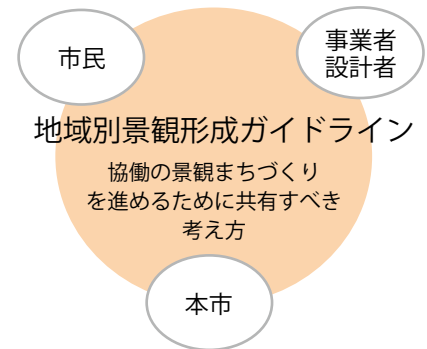 市民
事業者
設計者
地域別景観形成ガイドライン
協働の景観まちづくり
を進めるために共有すべき
考え方
本市